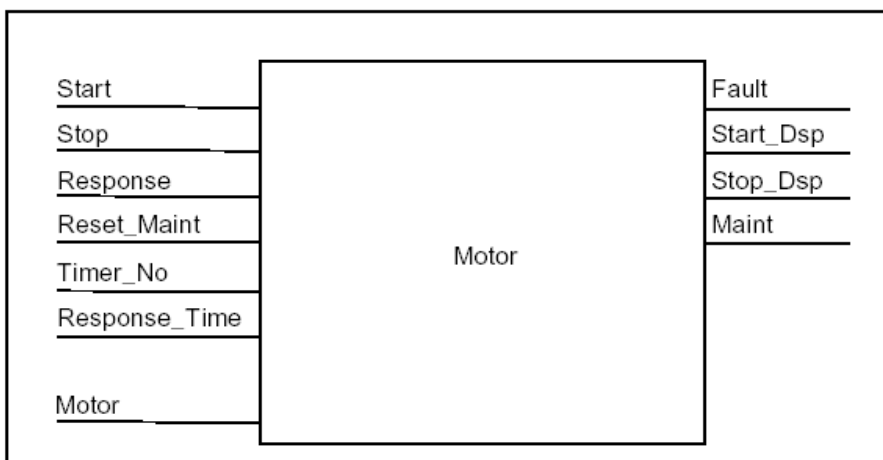 Start
Stop
Response
Reset_Maint
Timer_No
Response_Time
Motor
Motor
Fault
Start_Dsp
Stop_Dsp
Maint